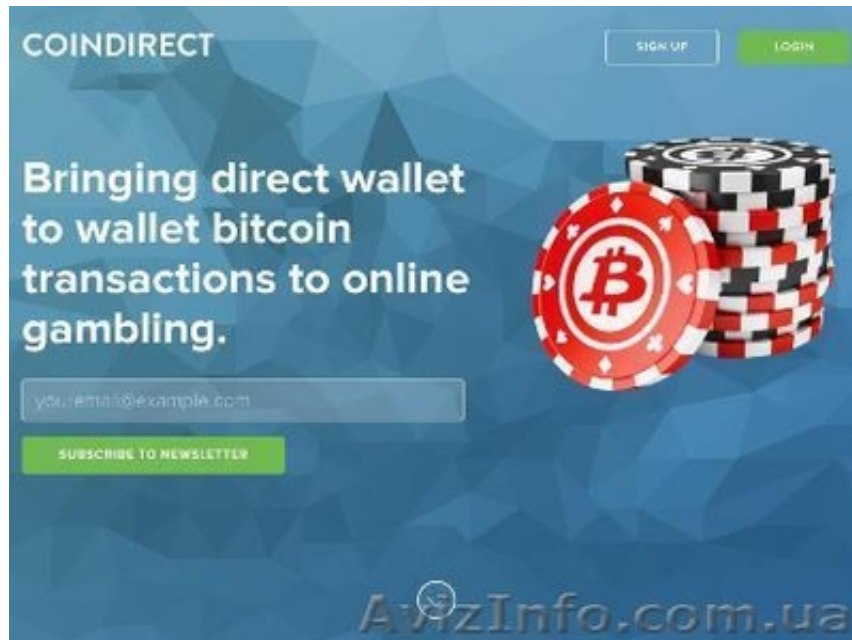 COINDIRECT
SIGN UP
LOGIN
Bringing direct wallet
to wallet bitcoin
transactions to online
gambling.
youremail@example.com
SUBSCRIBE TO NEWSLETTER
AvizInfo.com.ua